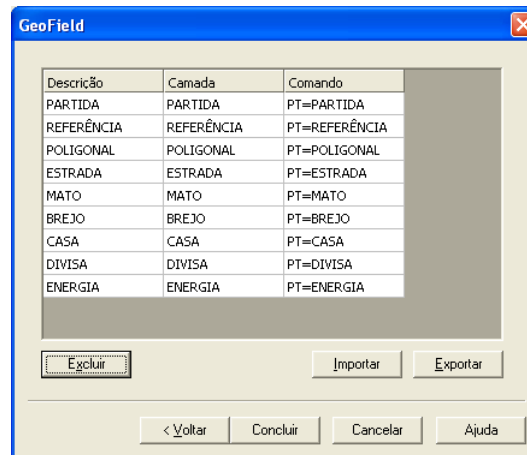 GeoField
Descrição Camada Comando
PARTIDA PARTIDA PT=PARTIDA
REFERÊNCIA REFERÊNCIA PT=REFERÊNCIA
POLIGONAL POLIGONAL PT=POLIGONAL
ESTRADA ESTRADA PT=ESTRADA
MATO MATO PT=MATO
BREJO BREJO PT=BREJO
CASA CASA PT=CASA
DIVISA DIVISA PT=DIVISA
ENERGIA ENERGIA PT=ENERGIA
Excluir Importar Exportar
< Voltar Concluir Cancelar Ajuda